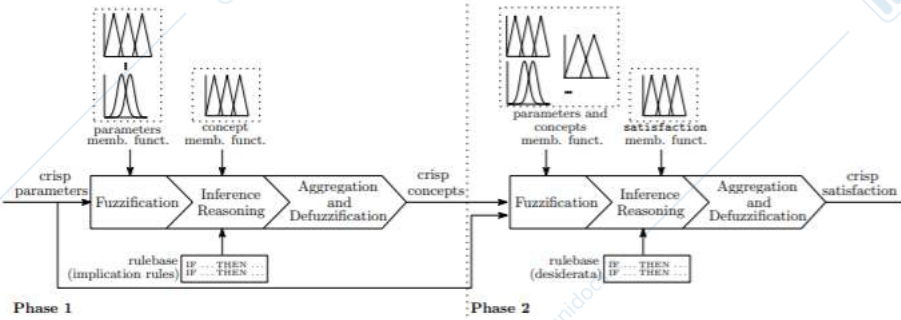 parameters
memb. funct.
concept
memb. funct.
parameters and
concepts
memb. funct.
satisfaction
memb. funct.
crisp
parameters
Fuzzification
Inference
Reasoning
Aggregation
and
Defuzzification
crisp
concepts
Fuzzification
Inference
Reasoning
Aggregation
and
Defuzzification
crisp
satisfaction
rulebase
(implication rules)
IF ... THEN ...
IF ... THEN ...
rulebase
(desiderata)
IF ... THEN ...
IF ... THEN ...
Phase 1
Phase 2